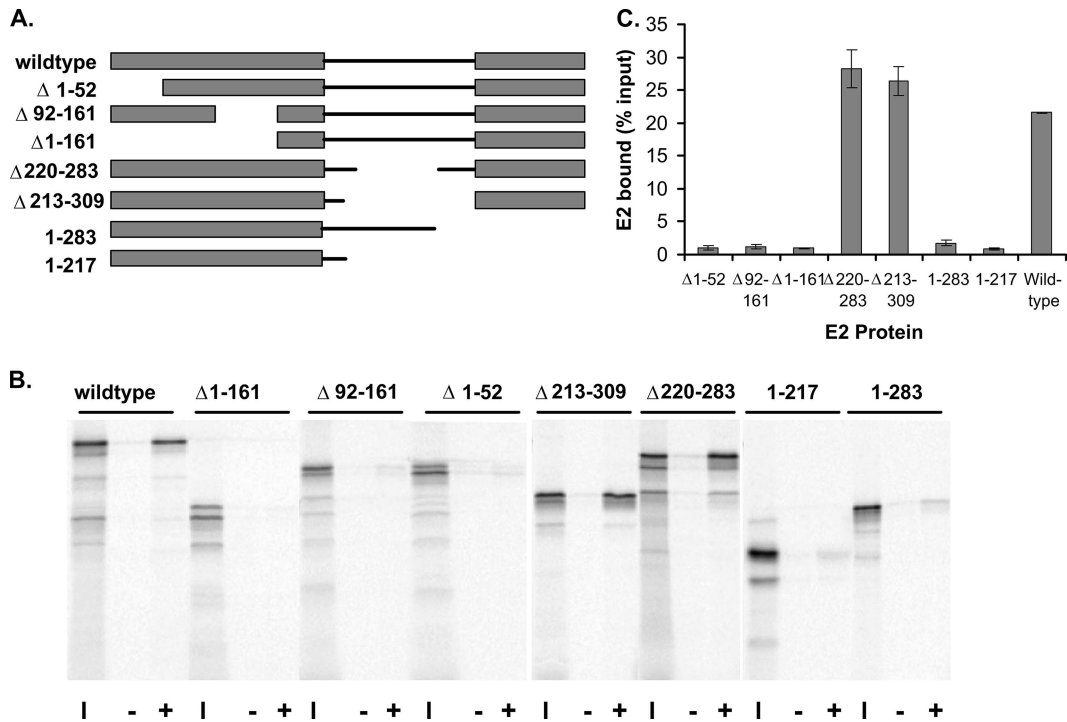 A.
wildtype
Δ 1-52
Δ 92-161
Δ1-161
Δ220-283
Δ 213-309
1-283
1-217
C.
E2 bound (% input)
35
30
25
20
15
10
5
0
Δ1-52 Δ92-161 Δ1-161 Δ220-283 Δ213-309 1-283 1-217 Wild-type
E2 Protein
B.
wildtype Δ1-161 Δ 92-161 Δ 1-52 Δ 213-309 Δ220-283 1-217 1-283
I - + I - + I - + I - + I - + I - + I - + I - +